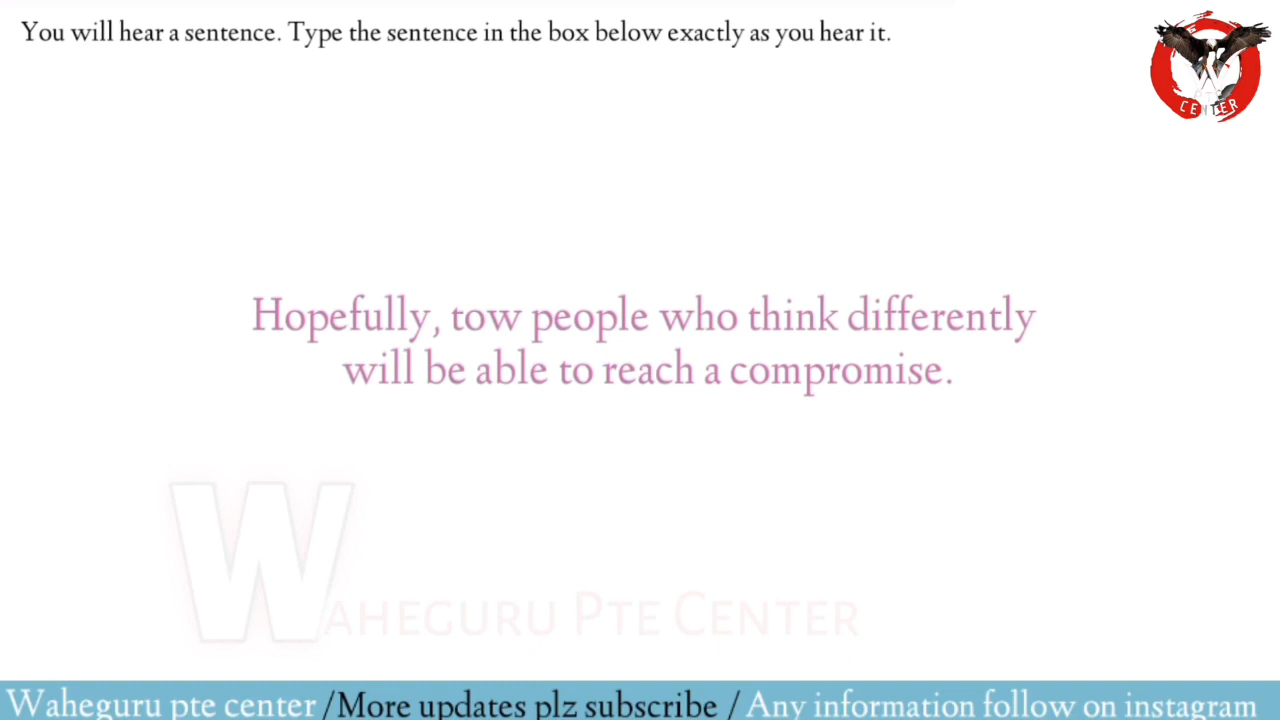 You will hear a sentence. Type the sentence in the box below exactly as you hear it.
PTE
CENTER
Hopefully, tow people who think differently
will be able to reach a compromise.
WAHEGURU PTE CENTER
Waheguru pte center /More updates plz subscribe / Any information follow on instagram